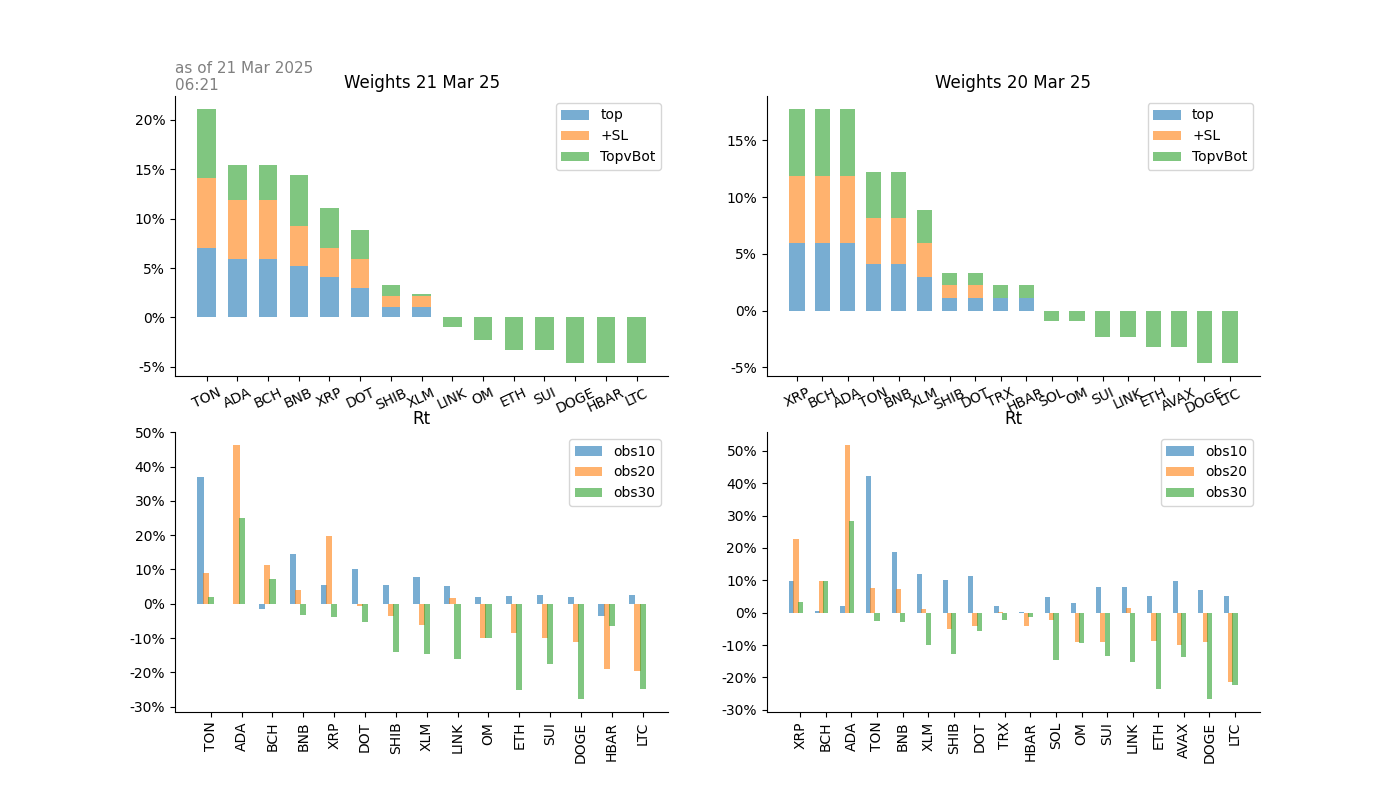 as of 21 Mar 2025
06:21
Weights 21 Mar 25
20%
15%
10%
5%
0%
-5%
top
+SL
TopvBot
TON ADA BCH BNB XRP DOT SHIB XLM LINK OM ETH SUI DOGE HBAR LTC
Weights 20 Mar 25
15%
10%
5%
0%
-5%
top
+SL
TopvBot
XRP BCH ADA TON BNB XLM SHIB DOT TRX HBAR SOL OM SUI LINK ETH AVAX DOGE LTC
Rt
50%
40%
30%
20%
10%
0%
-10%
-20%
-30%
obs10
obs20
obs30
TON ADA BCH BNB XRP DOT SHIB XLM LINK OM ETH SUI DOGE HBAR LTC
Rt
50%
40%
30%
20%
10%
0%
-10%
-20%
-30%
obs10
obs20
obs30
XRP BCH ADA TON BNB XLM SHIB DOT TRX HBAR SOL OM SUI LINK ETH AVAX DOGE LTC